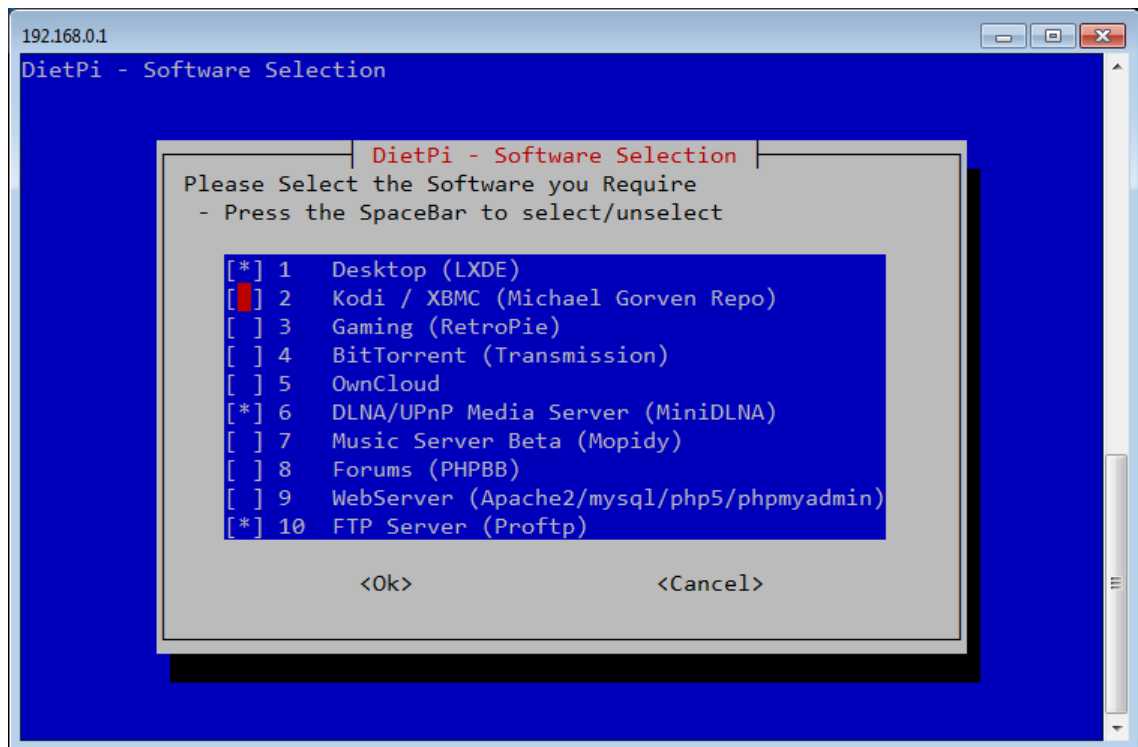 192.168.0.1
DietPi - Software Selection
DietPi - Software Selection
Please Select the Software you Require
- Press the SpaceBar to select/unselect
[*] 1 Desktop (LXDE)
[ ] 2 Kodi / XBMC (Michael Gorven Repo)
[ ] 3 Gaming (RetroPie)
[ ] 4 BitTorrent (Transmission)
[ ] 5 OwnCloud
[*] 6 DLNA/UPnP Media Server (MiniDLNA)
[ ] 7 Music Server Beta (Mopidy)
[ ] 8 Forums (PHPBB)
[ ] 9 WebServer (Apache2/mysql/php5/phpmyadmin)
[*] 10 FTP Server (Proftp)
<Ok> <Cancel>